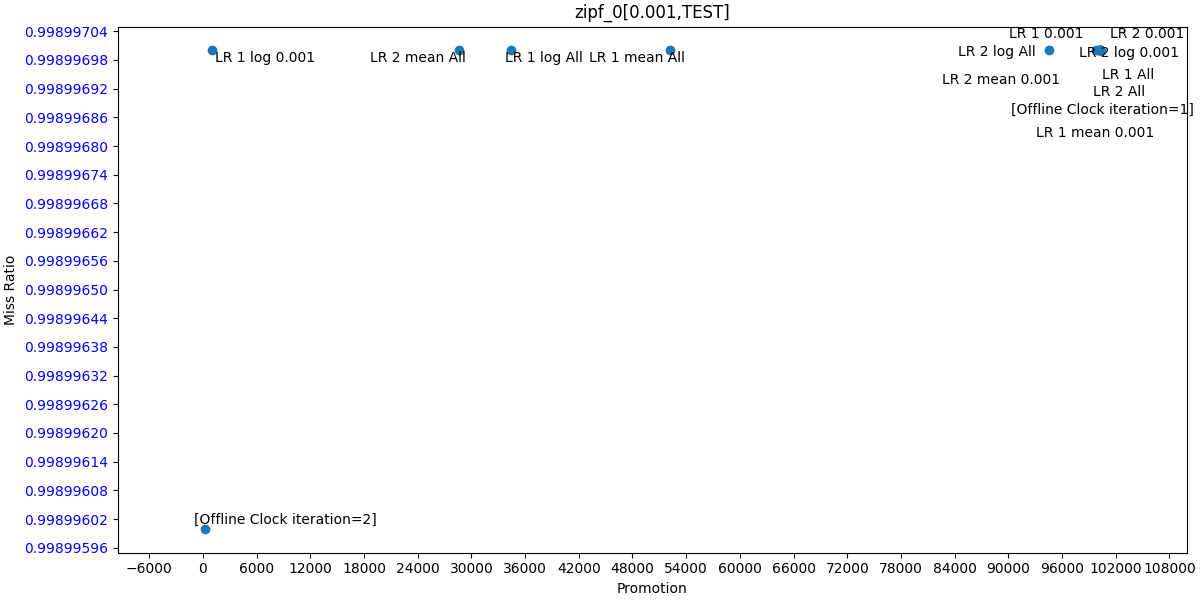 zipf_0[0.001,TEST]
0.99899704
0.99899698
0.99899692
0.99899686
0.99899680
0.99899674
0.99899668
0.99899662
0.99899656
0.99899650
0.99899644
0.99899638
0.99899632
0.99899626
0.99899620
0.99899614
0.99899608
0.99899602
0.99899596
Miss Ratio
LR 1 0.001
LR 2 0.001
LR 1 log 0.001
LR 2 mean All
LR 1 log All
LR 1 mean All
LR 2 log All
LR 2 log 0.001
LR 2 mean 0.001
LR 1 All
LR 2 All
[Offline Clock iteration=1]
LR 1 mean 0.001
[Offline Clock iteration=2]
−6000 0 6000 12000 18000 24000 30000 36000 42000 48000 54000 60000 66000 72000 78000 84000 90000 96000 102000 108000
Promotion